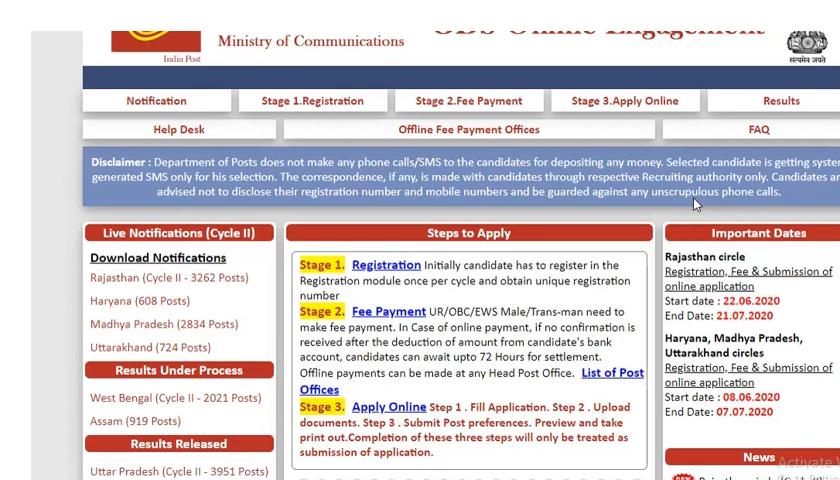 India Post
Ministry of Communications
GDS Online Engagement
सत्यमेव जयते
Notification
Stage 1.Registration
Stage 2.Fee Payment
Stage 3.Apply Online
Results
Help Desk
Offline Fee Payment Offices
FAQ
Disclaimer : Department of Posts does not make any phone calls/SMS to the candidates for depositing any money. Selected candidate is getting system
generated SMS only for his selection. The correspondence, if any, is made with candidates through respective Recruiting authority only. Candidates ar
advised not to disclose their registration number and mobile numbers and be guarded against any unscrupulous phone calls.
Live Notifications (Cycle II)
Download Notifications
Rajasthan (Cycle II - 3262 Posts)
Haryana (608 Posts)
Madhya Pradesh (2834 Posts)
Uttarakhand (724 Posts)
Results Under Process
West Bengal (Cycle II - 2021 Posts)
Assam (919 Posts)
Results Released
Uttar Pradesh (Cycle II - 3951 Posts)
Steps to Apply
Stage 1. Registration Initially candidate has to register in the
Registration module once per cycle and obtain unique registration
number
Stage 2. Fee Payment UR/OBC/EWS Male/Trans-man need to
make fee payment. In Case of online payment, if no confirmation is
received after the deduction of amount from candidate's bank
account, candidates can await upto 72 Hours for settlement.
Offline payments can be made at any Head Post Office. List of Post
Offices
Stage 3. Apply Online Step 1 . Fill Application. Step 2 . Upload
documents. Step 3 . Submit Post preferences. Preview and take
print out.Completion of these three steps will only be treated as
submission of application.
Important Dates
Rajasthan circle
Registration, Fee & Submission of
online application
Start date : 22.06.2020
End Date: 21.07.2020
Haryana, Madhya Pradesh,
Uttarakhand circles
Registration, Fee & Submission of
online application
Start date : 08.06.2020
End Date: 07.07.2020
News
Activate
new